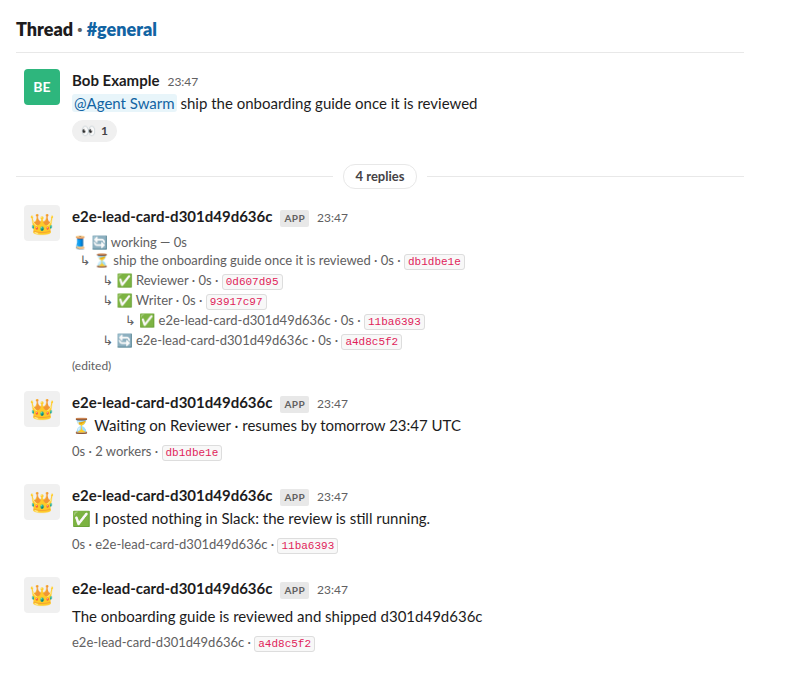 Thread • #general
BE
Bob Example 23:47
@Agent Swarm ship the onboarding guide once it is reviewed
👀 1
4 replies
e2e-lead-card-d301d49d636c APP 23:47
🧵 🔄 working — 0s
↳ ⏳ ship the onboarding guide once it is reviewed · 0s · db1dbe1e
↳ ✅ Reviewer · 0s · 0d607d95
↳ ✅ Writer · 0s · 93917c97
↳ ✅ e2e-lead-card-d301d49d636c · 0s · 11ba6393
↳ 🔄 e2e-lead-card-d301d49d636c · 0s · a4d8c5f2
(edited)
e2e-lead-card-d301d49d636c APP 23:47
⏳ Waiting on Reviewer · resumes by tomorrow 23:47 UTC
0s · 2 workers · db1dbe1e
e2e-lead-card-d301d49d636c APP 23:47
✅ I posted nothing in Slack: the review is still running.
0s · e2e-lead-card-d301d49d636c · 11ba6393
e2e-lead-card-d301d49d636c APP 23:47
The onboarding guide is reviewed and shipped d301d49d636c
e2e-lead-card-d301d49d636c · a4d8c5f2